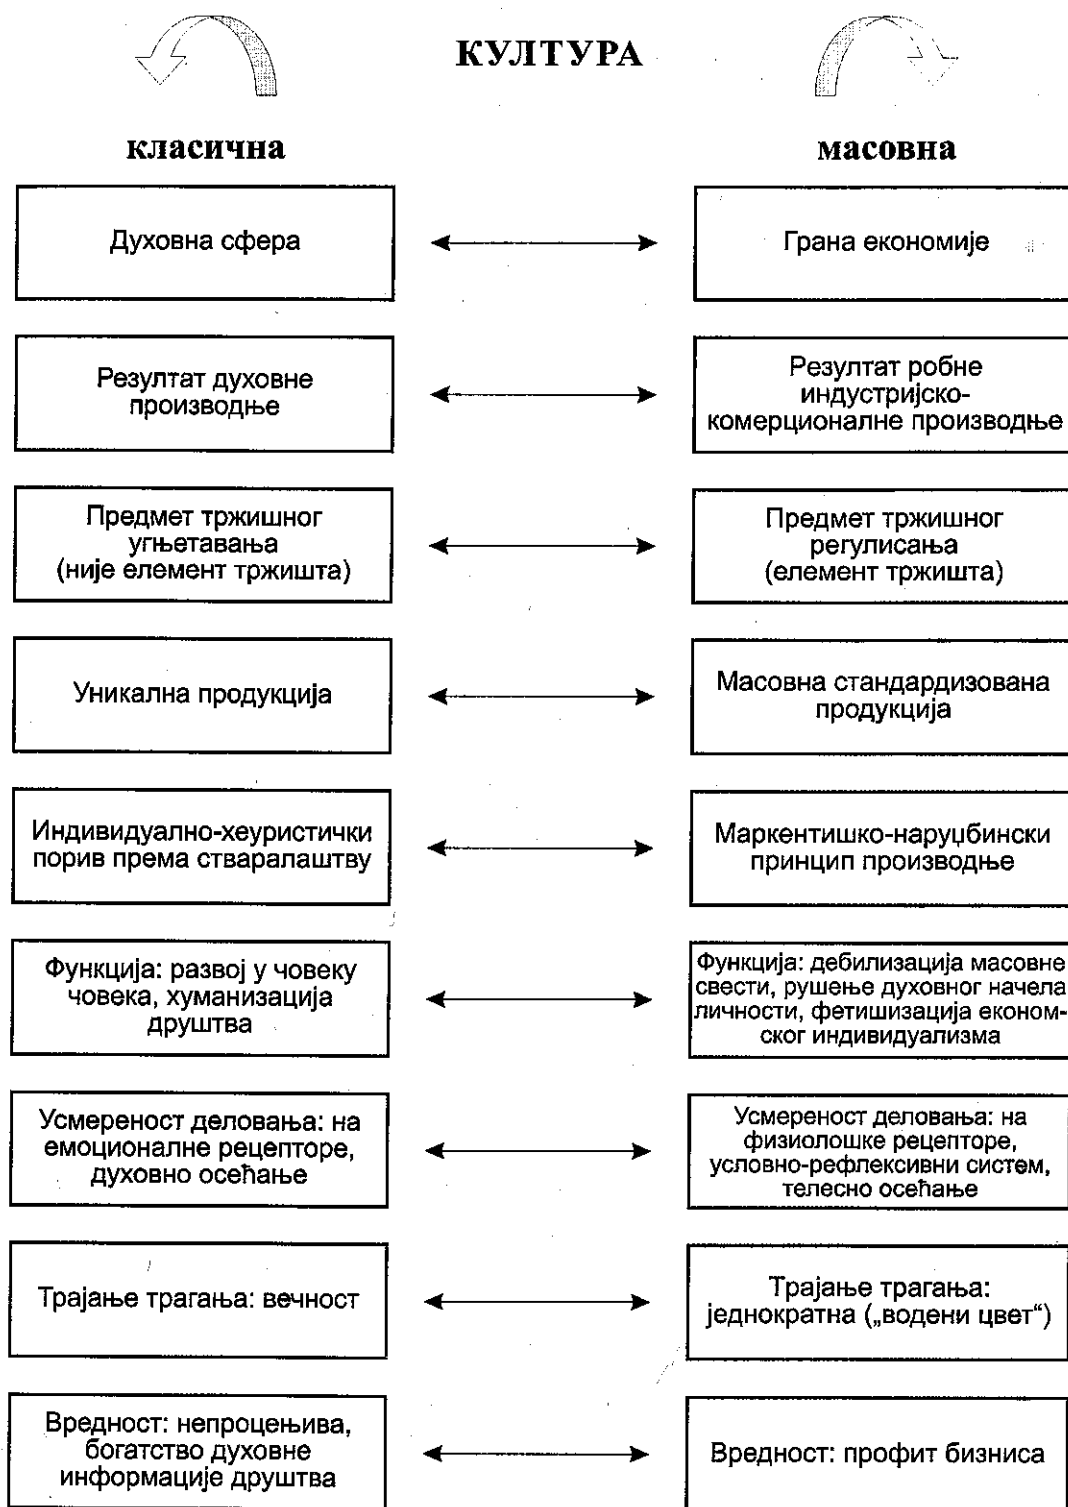 КУЛТУРА
класична
масовна
Духовна сфера
Грана економије
Резултат духовне
производње
Резултат робне
индустријско-
комерционалне производње
Предмет тржишног
угњетавања
(није елемент тржишта)
Предмет тржишног
регулисања
(елемент тржишта)
Уникална продукција
Масовна стандардизована
продукција
Индивидуално-хеуристички
порив према стваралаштву
Маркентишко-наруџбински
принцип производње
Функција: развој у човеку
човека, хуманизација
друштва
Функција: дебилизација масовне
свести, рушење духовног начела
личности, фетишизација економ-
ског индивидуализма
Усмереност деловања: на
емоционалне рецепторе,
духовно осећање
Усмереност деловања: на
физиолошке рецепторе,
условно-рефлексивни систем,
телесно осећање
Трајање трагања: вечност
Трајање трагања:
једнократна („водени цвет“)
Вредност: непроцењива,
богатство духовне
информације друштва
Вредност: профит бизниса